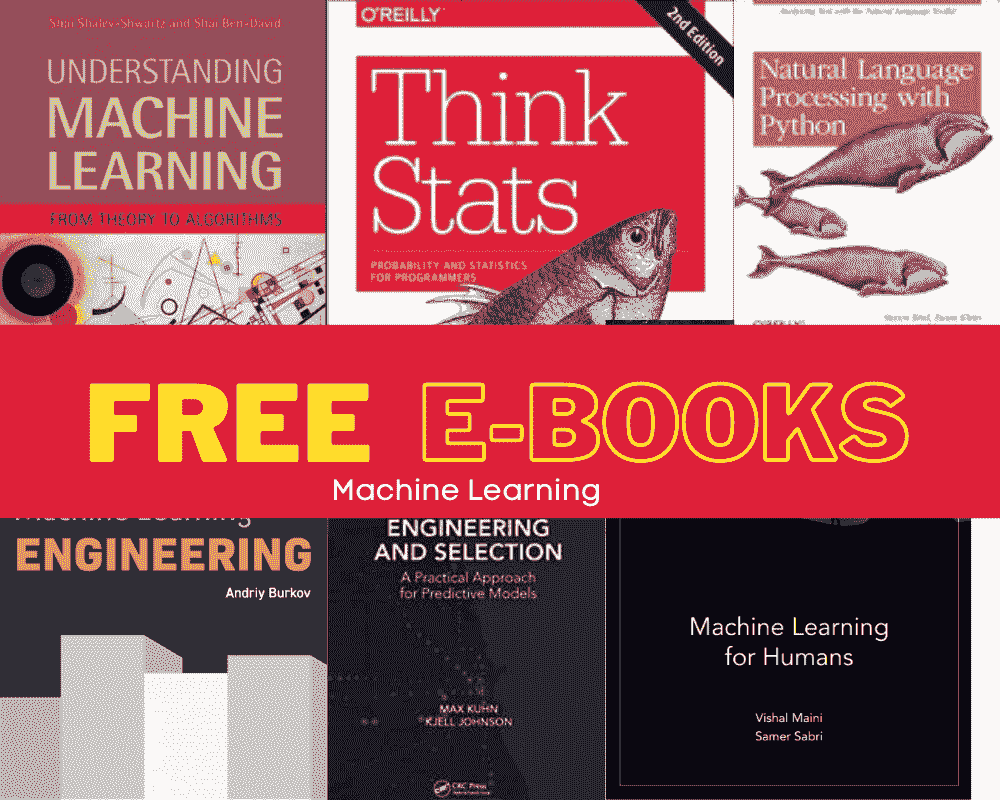 Shai Shalev-Shwartz and Shai Ben-David
UNDERSTANDING
MACHINE
LEARNING
FROM THEORY TO ALGORITHMS
O'REILLY
2nd Edition
Think
Stats
PROBABILITY AND STATISTICS
FOR PROGRAMMERS
Analyzing Text with the Natural Language Toolkit
Natural Language
Processing with
Python
O'REILLY
FREE E-BOOKS
Machine Learning
Machine Learning
ENGINEERING
Andriy Burkov
ENGINEERING
AND SELECTION
A Practical Approach
for Predictive Models
MAX KUHN
KJELL JOHNSON
CRC Press
Machine Learning
for Humans
Vishal Maini
Samer Sabri